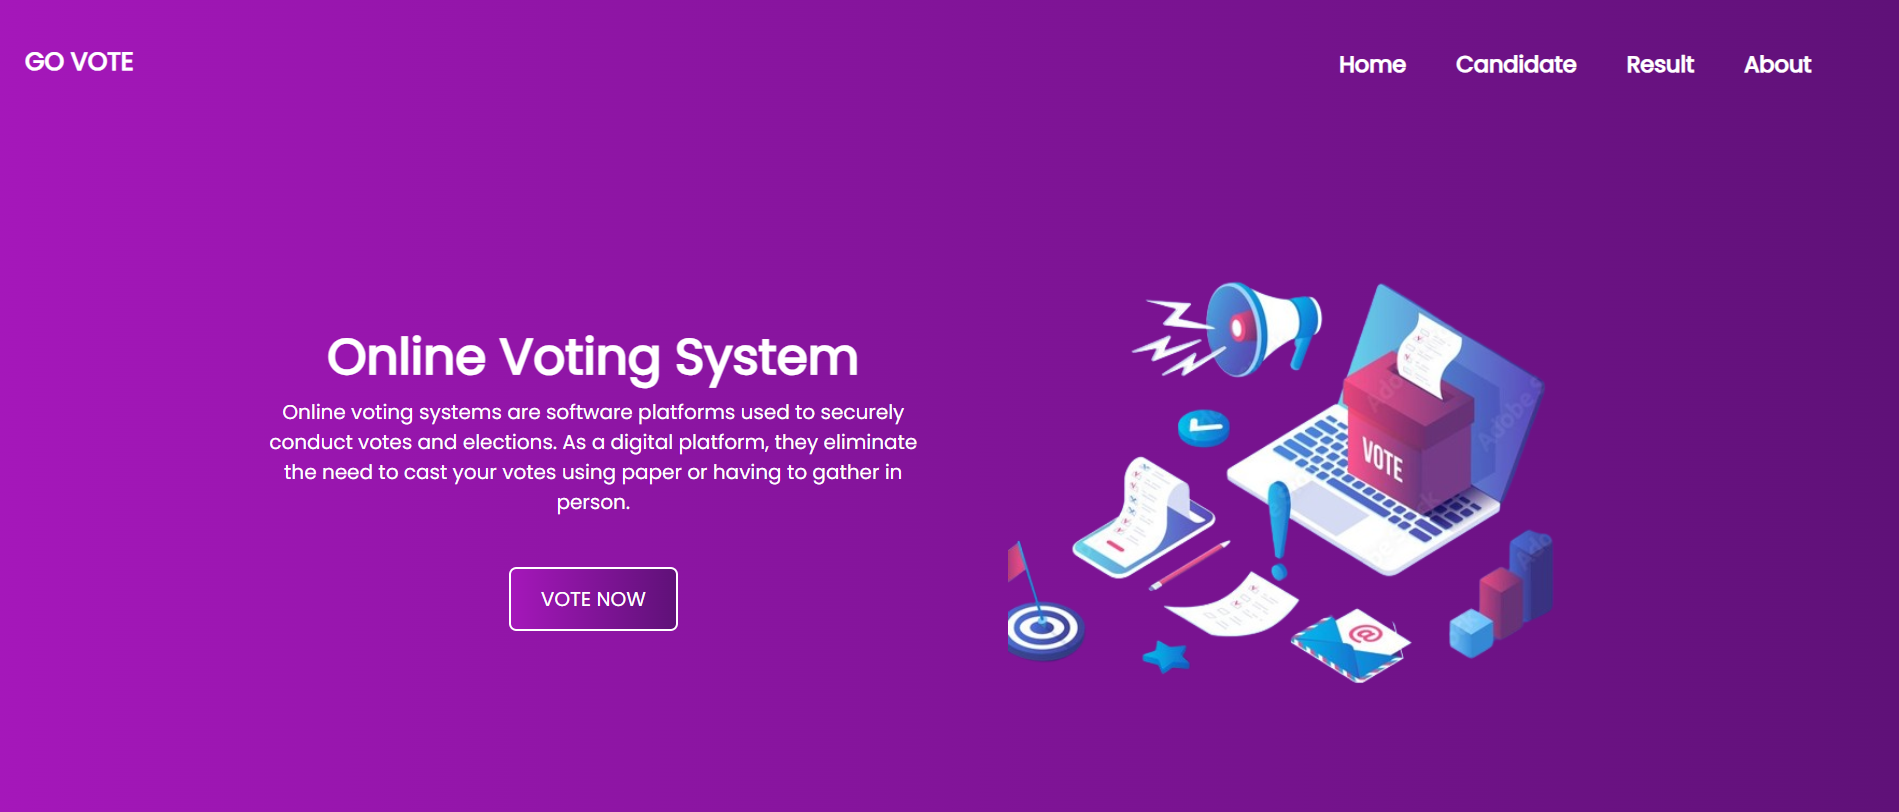 GO VOTE
Home Candidate Result About
Online Voting System
Online voting systems are software platforms used to securely
conduct votes and elections. As a digital platform, they eliminate
the need to cast your votes using paper or having to gather in
person.
VOTE NOW
VOTE
@